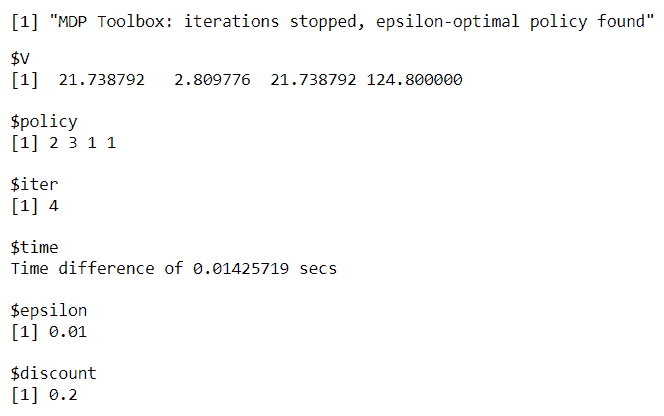 [1] "MDP Toolbox: iterations stopped, epsilon-optimal policy found"
$V
[1]  21.738792   2.809776  21.738792 124.800000
$policy
[1] 2 3 1 1
$iter
[1] 4
$time
Time difference of 0.01425719 secs
$epsilon
[1] 0.01
$discount
[1] 0.2